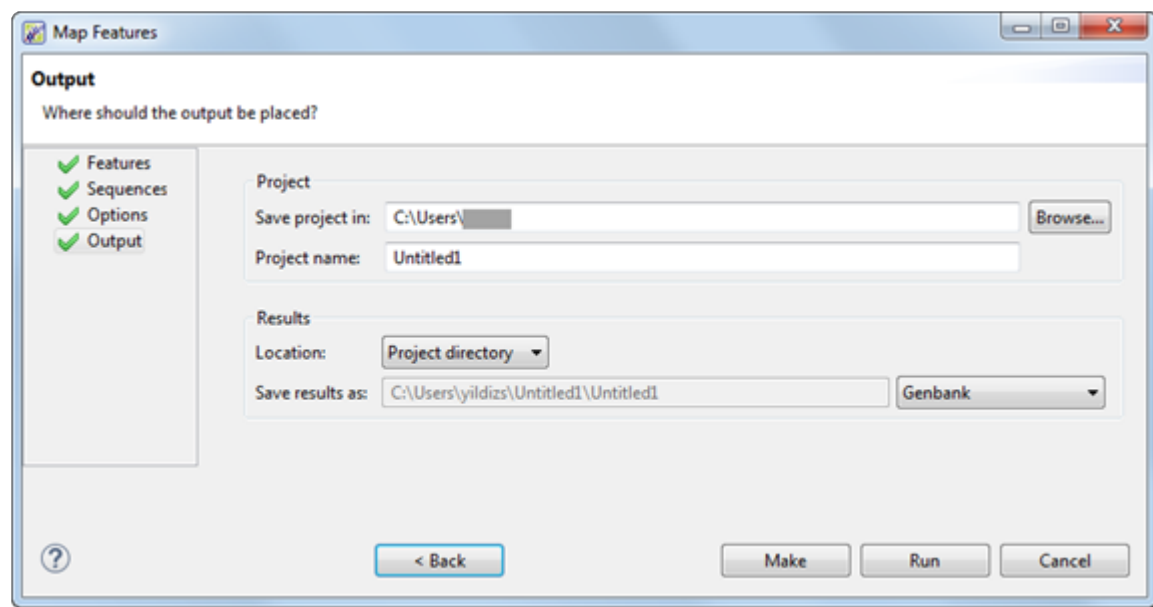 Map Features
Output
Where should the output be placed?
Features
Sequences
Options
Output
Project
Save project in: C:\Users\ Browse...
Project name: Untitled1
Results
Location: Project directory
Save results as: C:\Users\yildizs\Untitled1\Untitled1 Genbank
? < Back Make Run Cancel